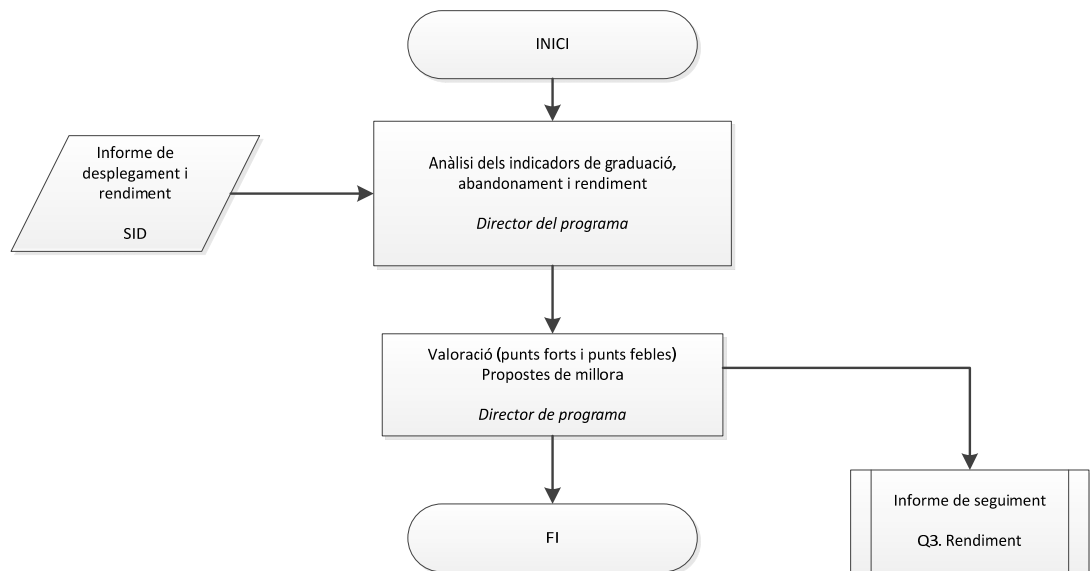 INICI
Informe de
desplegament i
rendiment
SID
Anàlisi dels indicadors de graduació,
abandonament i rendiment
Director del programa
Valoració (punts forts i punts febles)
Propostes de millora
Director de programa
Informe de seguiment
Q3. Rendiment
FI